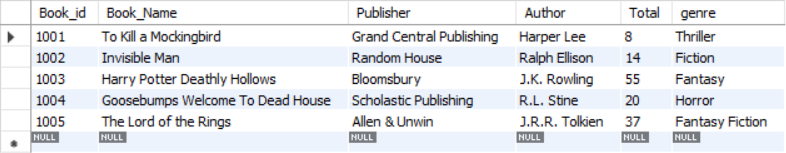 Book_id Book_Name Publisher Author Total genre
1001 To Kill a Mockingbird Grand Central Publishing Harper Lee 8 Thriller
1002 Invisible Man Random House Ralph Ellison 14 Fiction
1003 Harry Potter Deathly Hollows Bloomsbury J.K. Rowling 55 Fantasy
1004 Goosebumps Welcome To Dead House Scholastic Publishing R.L. Stine 20 Horror
1005 The Lord of the Rings Allen & Unwin J.R.R. Tolkien 37 Fantasy Fiction
NULL NULL NULL NULL NULL NULL